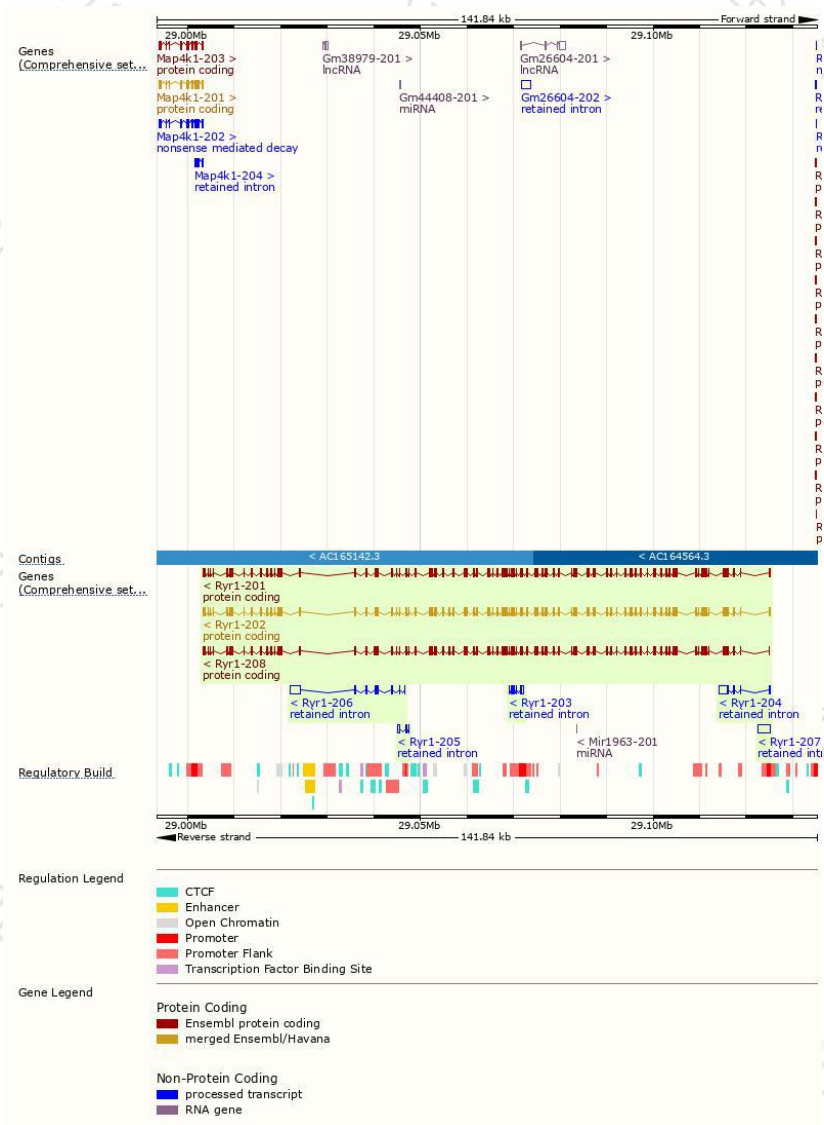 141.84 kb Forward strand
29.00Mb 29.05Mb 29.10Mb
Genes
(Comprehensive set...
Map4k1-203 > Gm38979-201 > Gm26604-201 >
protein coding lncRNA lncRNA
Map4k1-201 > Gm44408-201 > Gm26604-202 >
protein coding miRNA retained intron
Map4k1-202 >
nonsense mediated decay
Map4k1-204 >
retained intron
R
n
R
r
R
r
R
p
R
p
R
p
R
p
R
p
R
p
R
p
R
p
R
p
R
p
Contigs < AC165142.3 < AC164564.3
Genes
(Comprehensive set...
< Ryr1-201
protein coding
< Ryr1-202
protein coding
< Ryr1-208
protein coding
< Ryr1-206 < Ryr1-203 < Ryr1-204
retained intron retained intron retained intron
< Ryr1-205 < Mir1963-201 < Ryr1-207
retained intron miRNA retained intr
Regulatory Build
29.00Mb 29.05Mb 29.10Mb
Reverse strand 141.84 kb
Regulation Legend
CTCF
Enhancer
Open Chromatin
Promoter
Promoter Flank
Transcription Factor Binding Site
Gene Legend
Protein Coding
Ensembl protein coding
merged Ensembl/Havana
Non-Protein Coding
processed transcript
RNA gene